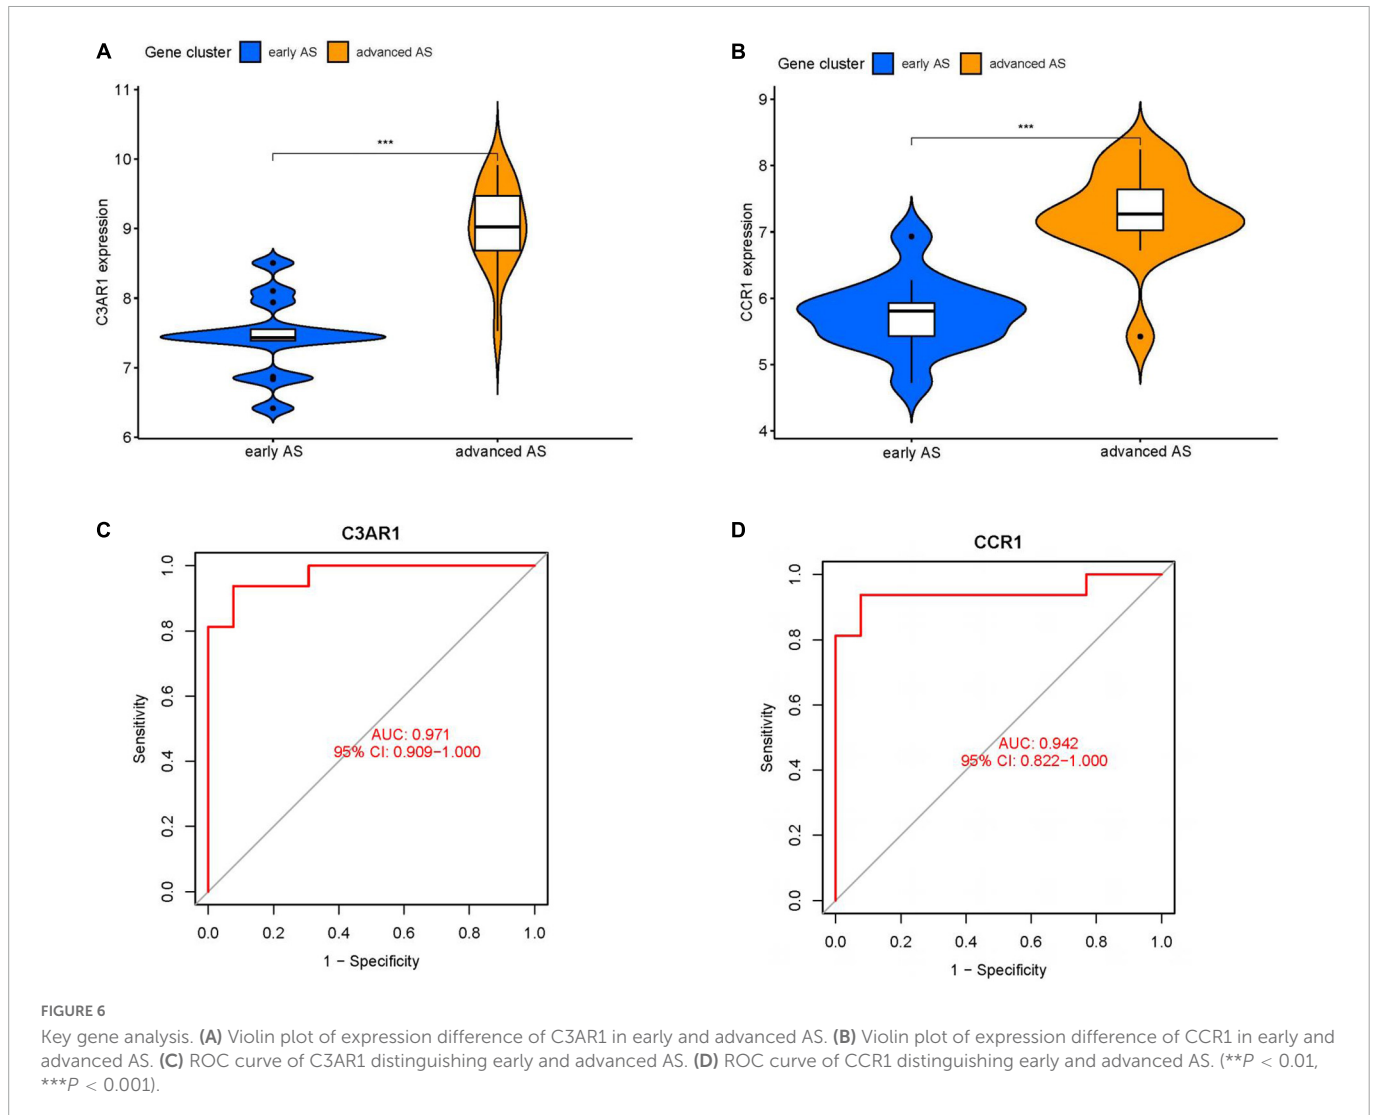 A
Gene cluster early AS advanced AS
C3AR1 expression
11
10
9
8
7
6
***
early AS advanced AS
B
Gene cluster early AS advanced AS
CCR1 expression
9
8
7
6
5
4
***
early AS advanced AS
C
C3AR1
Sensitivity
1.0
0.8
0.6
0.4
0.2
0.0
AUC: 0.971
95% CI: 0.909–1.000
0.0 0.2 0.4 0.6 0.8 1.0
1 – Specificity
D
CCR1
Sensitivity
1.0
0.8
0.6
0.4
0.2
0.0
AUC: 0.942
95% CI: 0.822–1.000
0.0 0.2 0.4 0.6 0.8 1.0
1 – Specificity
FIGURE 6
Key gene analysis. (A) Violin plot of expression difference of C3AR1 in early and advanced AS. (B) Violin plot of expression difference of CCR1 in early and
advanced AS. (C) ROC curve of C3AR1 distinguishing early and advanced AS. (D) ROC curve of CCR1 distinguishing early and advanced AS. (**P < 0.01,
***P < 0.001).